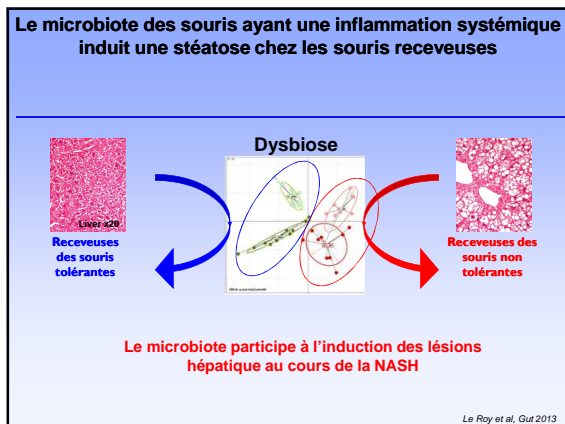 Le microbiote des souris ayant une inflammation systémique
induit une stéatose chez les souris receveuses
Dysbiose
Liver x20
Receveuses
des souris
tolérantes
Receveuses des
souris non
tolérantes
Le microbiote participe à l'induction des lésions
hépatique au cours de la NASH
Le Roy et al, Gut 2013